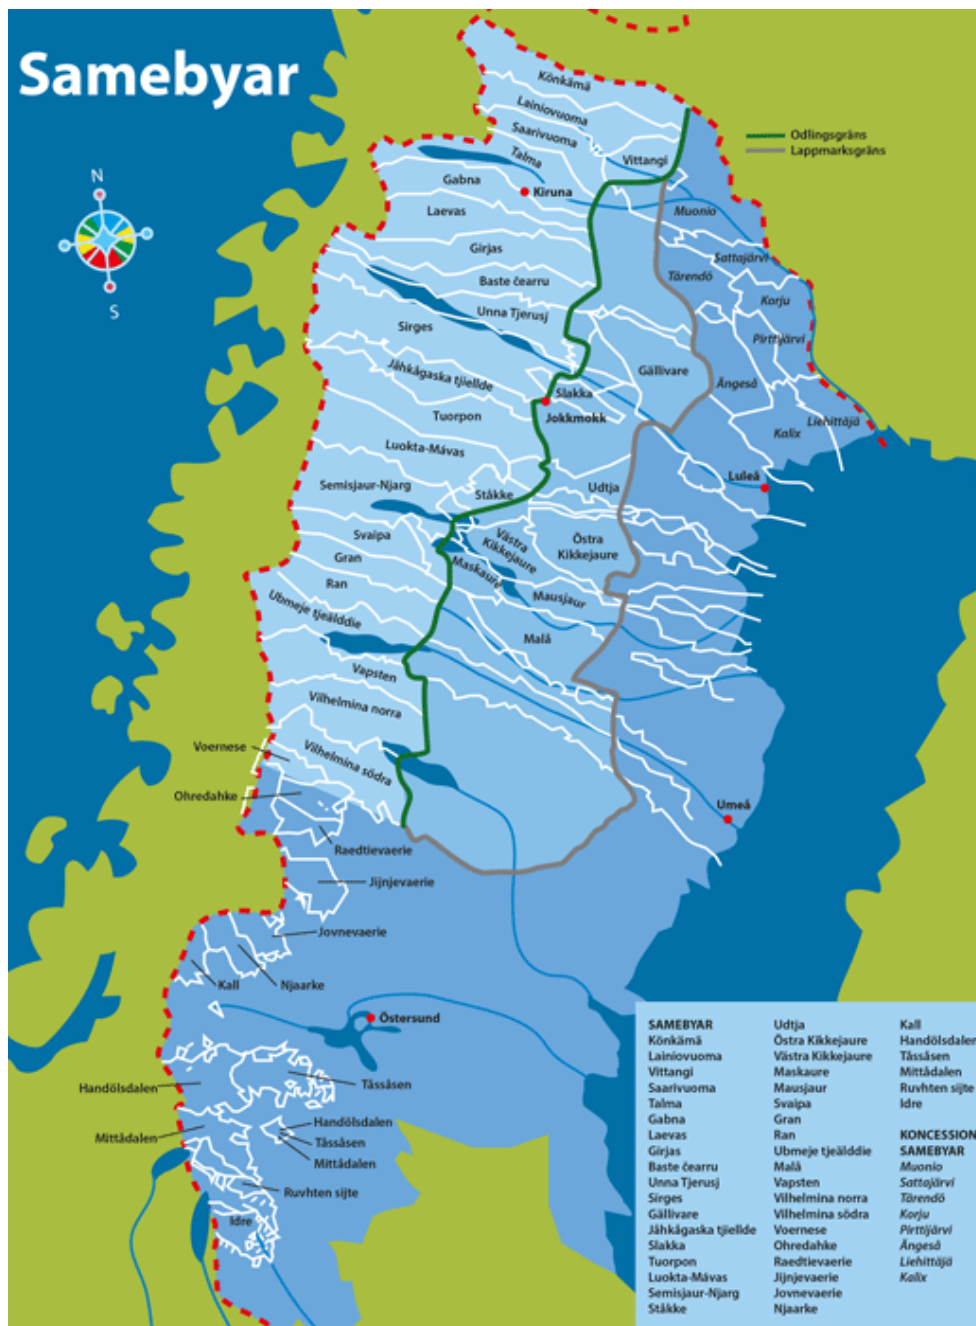 Samebyar
N
S
Odlingsgräns
Lappmarksgräns
Könkämä
Lainiovuoma
Saarivuoma
Talma
Vittangi
Gabna
Kiruna
Laevas
Muonio
Girjas
Sattajärvi
Tärendö
Baste čearru
Korju
Unna Tjerusj
Sirges
Pirttijärvi
Jåhkågaska tjiellde
Gällivare
Ängeså
Slakka
Jokkmokk
Tuorpon
Liehittäjä
Kalix
Luokta-Mávas
Luleå
Semisjaur-Njarg
Ståkke
Udtja
Svaipa
Västra
Kikkejaure
Östra
Kikkejaure
Gran
Maskaure
Ran
Mausjaur
Ubmeje tjeälddie
Malå
Vapsten
Vilhelmina norra
Voernese
Vilhelmina södra
Ohredahke
Umeå
Raedtievaerie
Jijnjevaerie
Jovnevaerie
Kall
Njaarke
Östersund
Handölsdalen
Tåssåsen
Mittådalen
Handölsdalen
Tåssåsen
Mittådalen
Ruvhten sijte
Idre
SAMEBYAR
Könkämä
Lainiovuoma
Vittangi
Saarivuoma
Talma
Gabna
Laevas
Girjas
Baste čearru
Unna Tjerusj
Sirges
Gällivare
Jåhkågaska tjiellde
Slakka
Tuorpon
Luokta-Mávas
Semisjaur-Njarg
Ståkke
Udtja
Östra Kikkejaure
Västra Kikkejaure
Maskaure
Mausjaur
Svaipa
Gran
Ran
Ubmeje tjeälddie
Malå
Vapsten
Vilhelmina norra
Vilhelmina södra
Voernese
Ohredahke
Raedtievaerie
Jijnjevaerie
Jovnevaerie
Njaarke
Kall
Handölsdalen
Tåssåsen
Mittådalen
Ruvhten sijte
Idre
KONCESSION
SAMEBYAR
Muonio
Sattajärvi
Tärendö
Korju
Pirttijärvi
Ängeså
Liehittäjä
Kalix